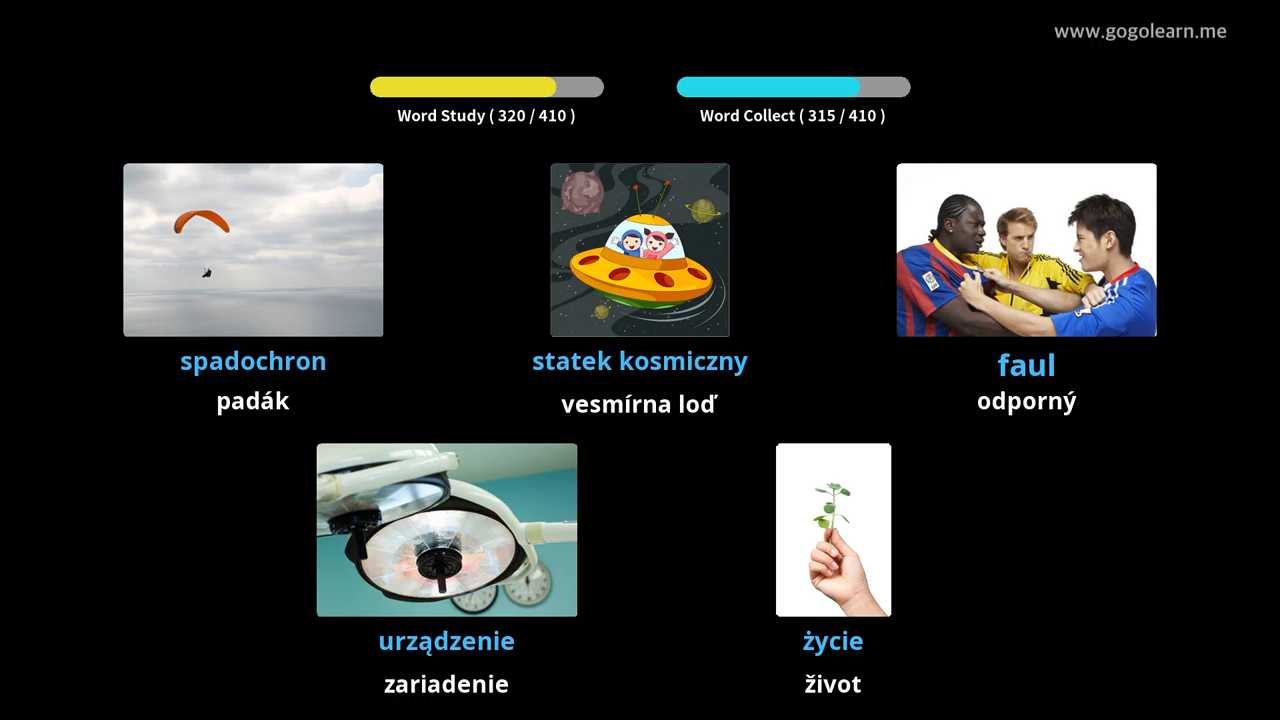 www.gogolearn.me
Word Study ( 320 / 410 )
Word Collect ( 315 / 410 )
spadochron
padák
statek kosmiczny
vesmírna loď
faul
odporný
urządzenie
zariadenie
życie
život